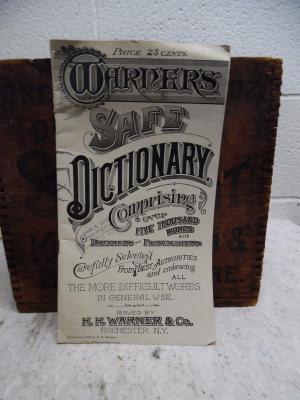 PRICE 25 CENTS.
WARNER'S
SAFE
DICTIONARY.
Comprising
OVER
FIVE THOUSAND
WORDS
WITH
DEFINITIONS AND PRONUNCIATIONS
Carefully Selected
From Best Authorities
and embracing
ALL
THE MORE DIFFICULT WORDS
IN GENERAL USE.
ISSUED BY
H. H. WARNER & Co.
ROCHESTER, N.Y.